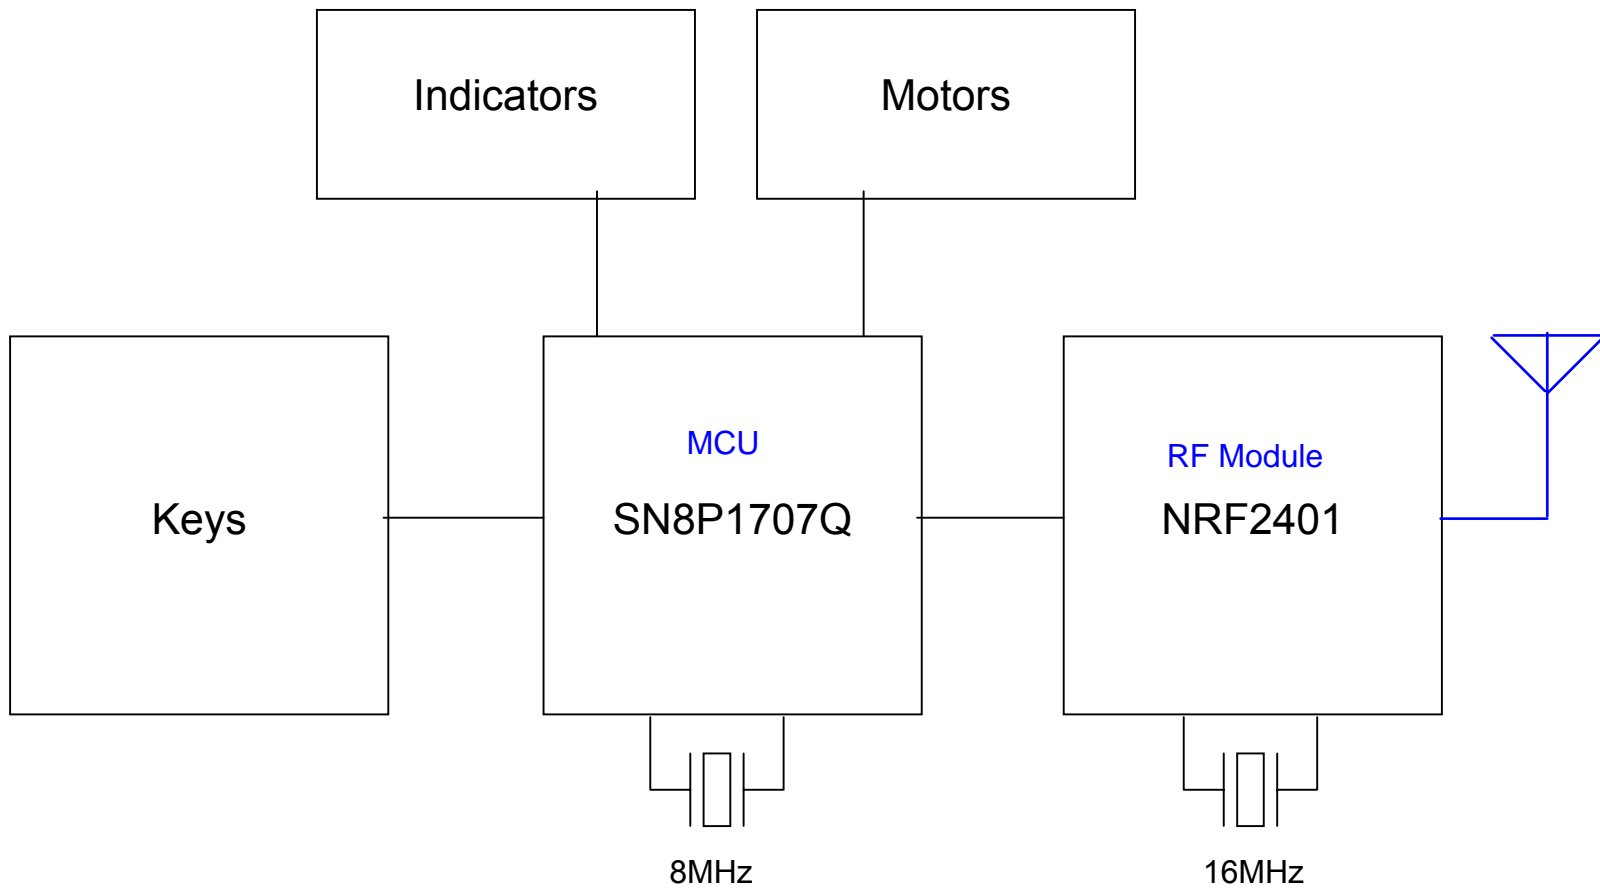 Indicators
Motors
Keys
MCU
SN8P1707Q
RF Module
NRF2401
8MHz
16MHz